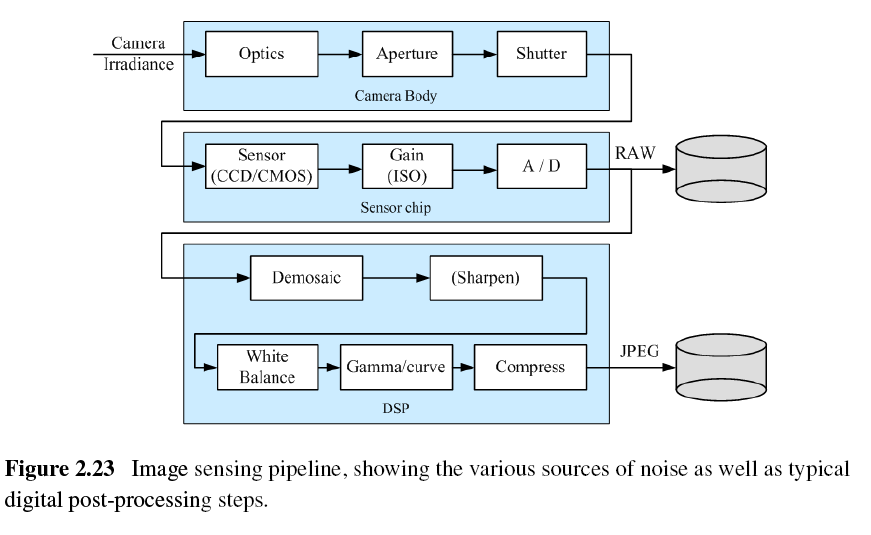 Camera
Irradiance
Optics
Aperture
Shutter
Camera Body
Sensor
(CCD/CMOS)
Gain
(ISO)
A / D
RAW
Sensor chip
Demosaic
(Sharpen)
White
Balance
Gamma/curve
Compress
JPEG
DSP
Figure 2.23 Image sensing pipeline, showing the various sources of noise as well as typical
digital post-processing steps.